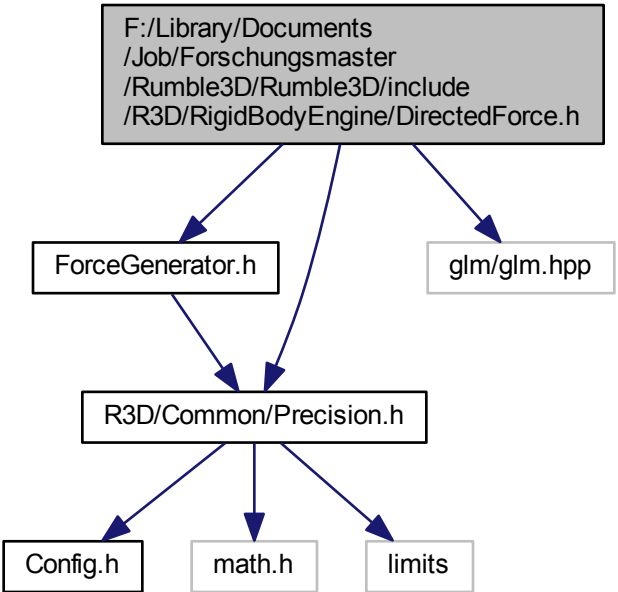 F:/Library/Documents
/Job/Forschungsmaster
/Rumble3D/Rumble3D/include
/R3D/RigidBodyEngine/DirectedForce.h
ForceGenerator.h
glm/glm.hpp
R3D/Common/Precision.h
Config.h
math.h
limits